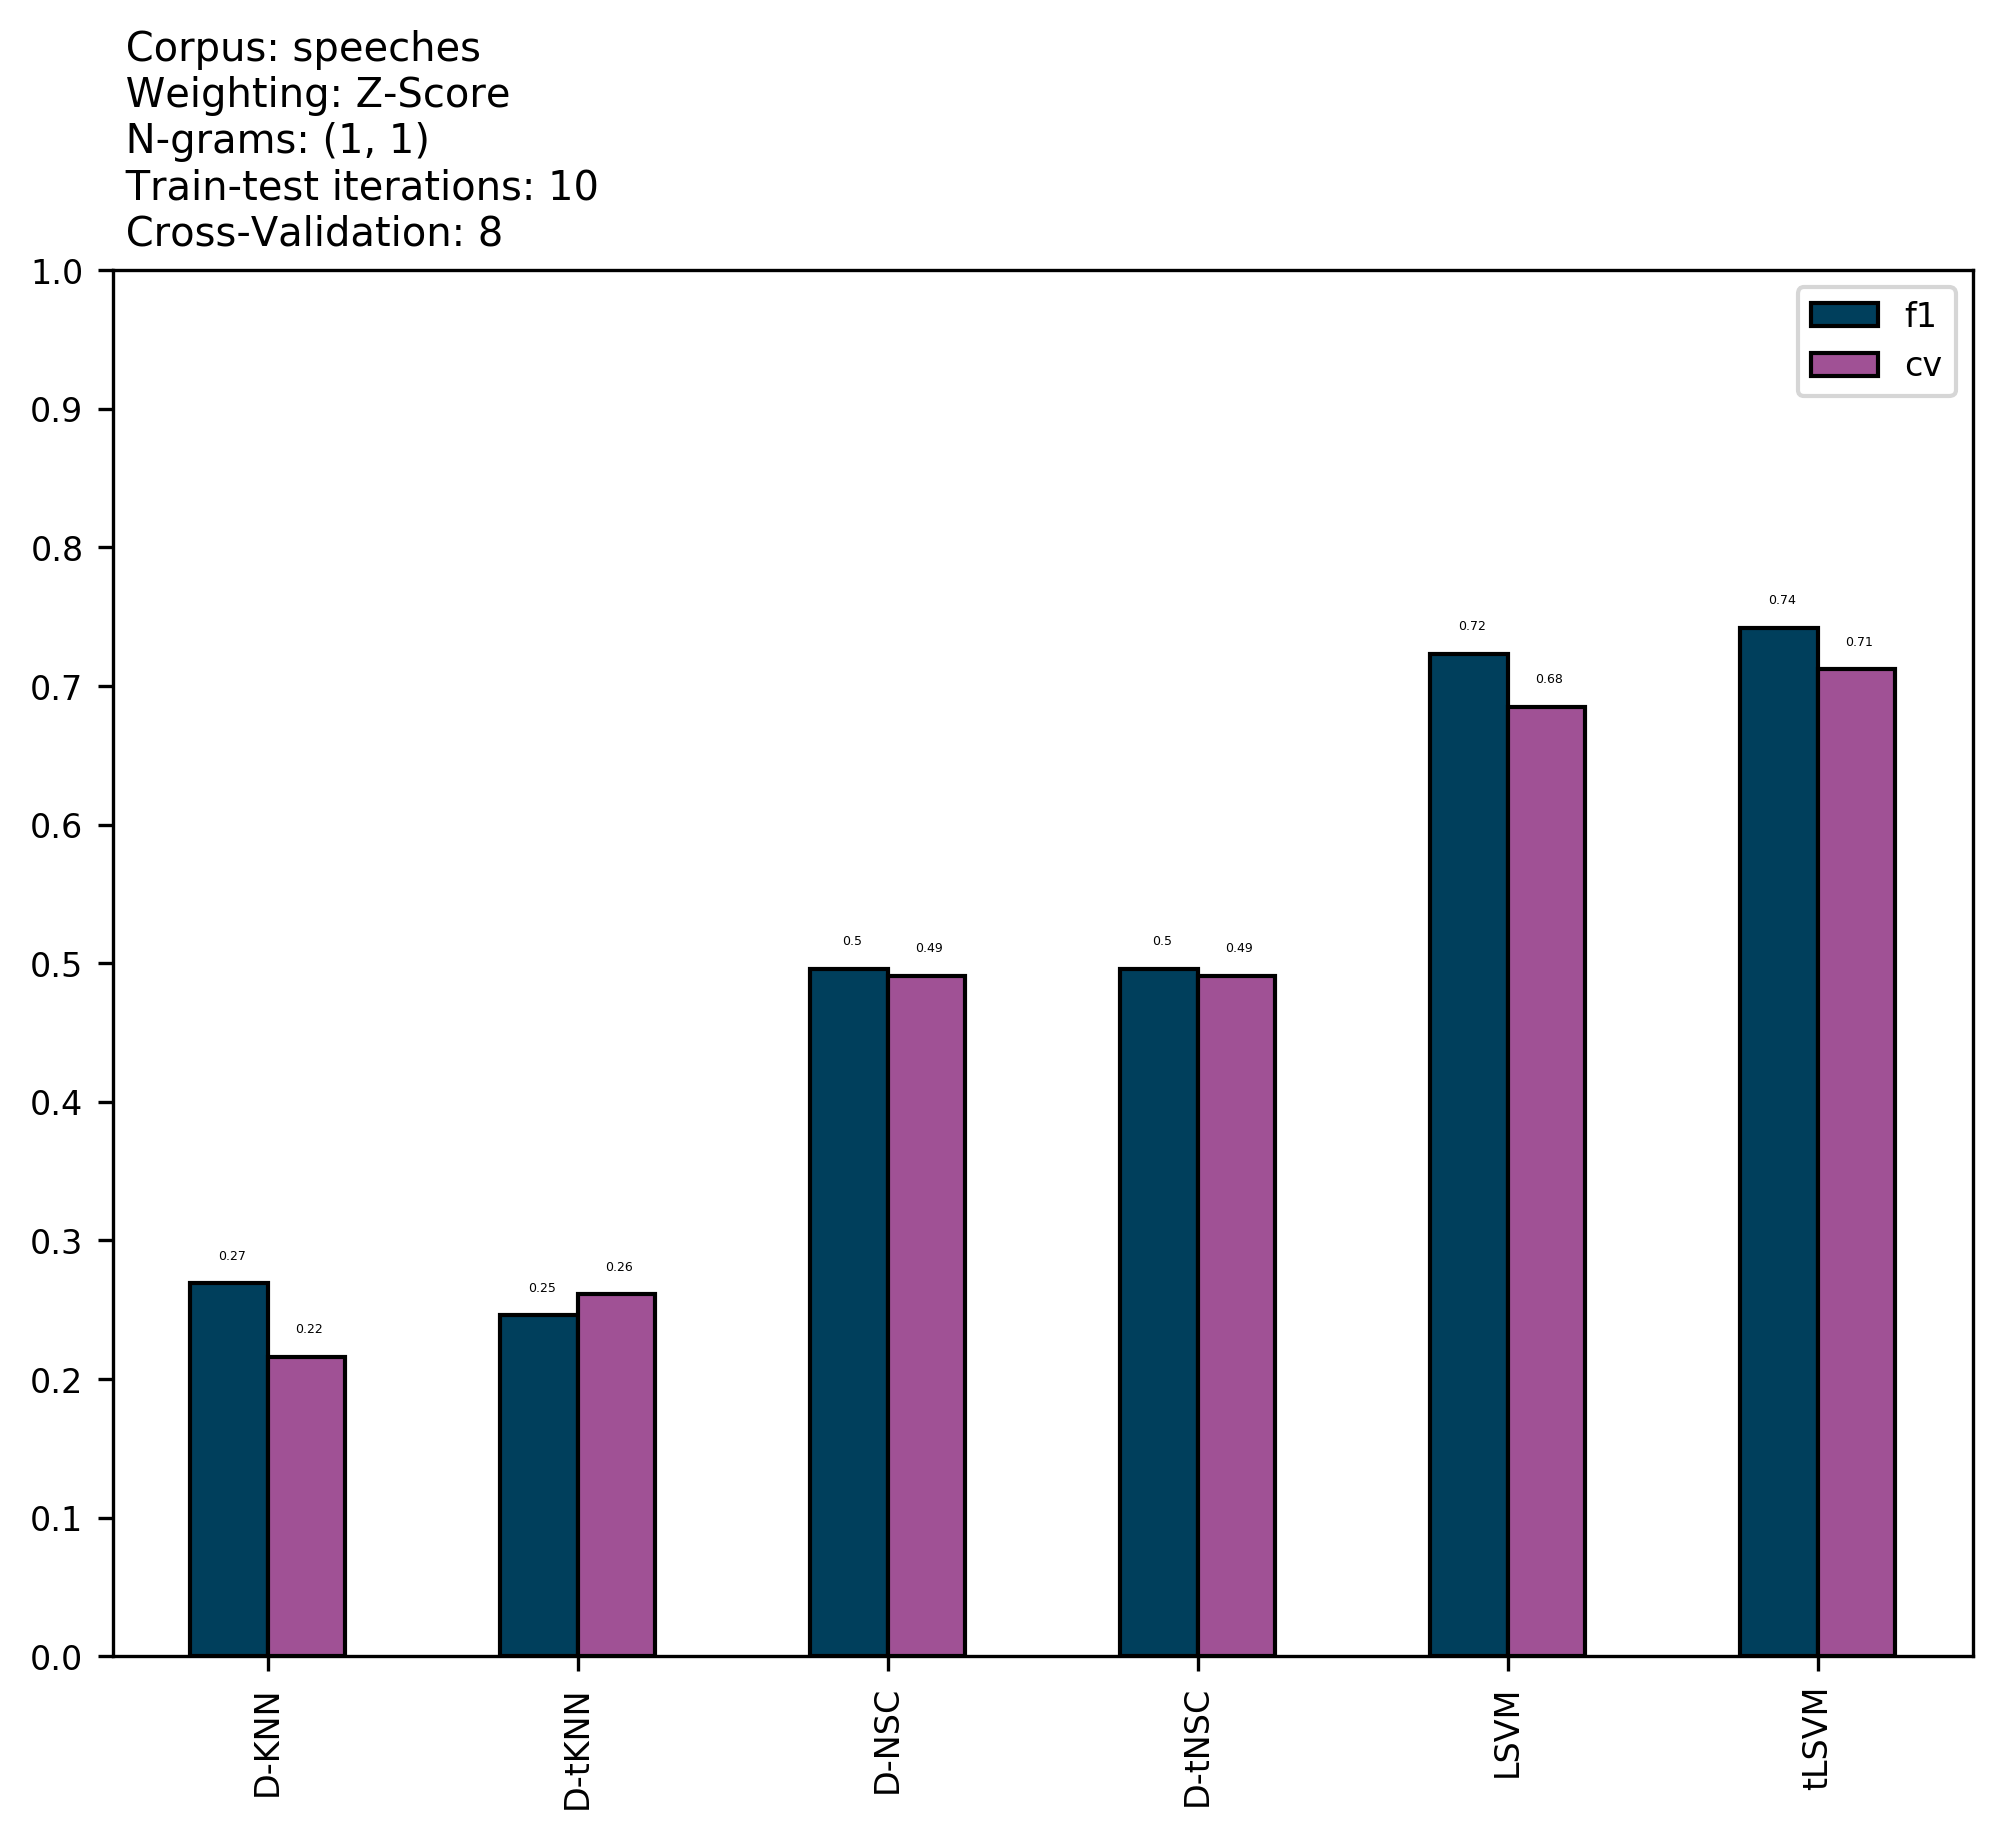 Corpus: speeches
Weighting: Z-Score
N-grams: (1, 1)
Train-test iterations: 10
Cross-Validation: 8
1.0
0.9
0.8
0.7
0.6
0.5
0.4
0.3
0.2
0.1
0.0
f1
cv
0.27
0.22
0.25
0.26
0.5
0.49
0.5
0.49
0.72
0.68
0.74
0.71
D-KNN
D-tKNN
D-NSC
D-tNSC
LSVM
tLSVM